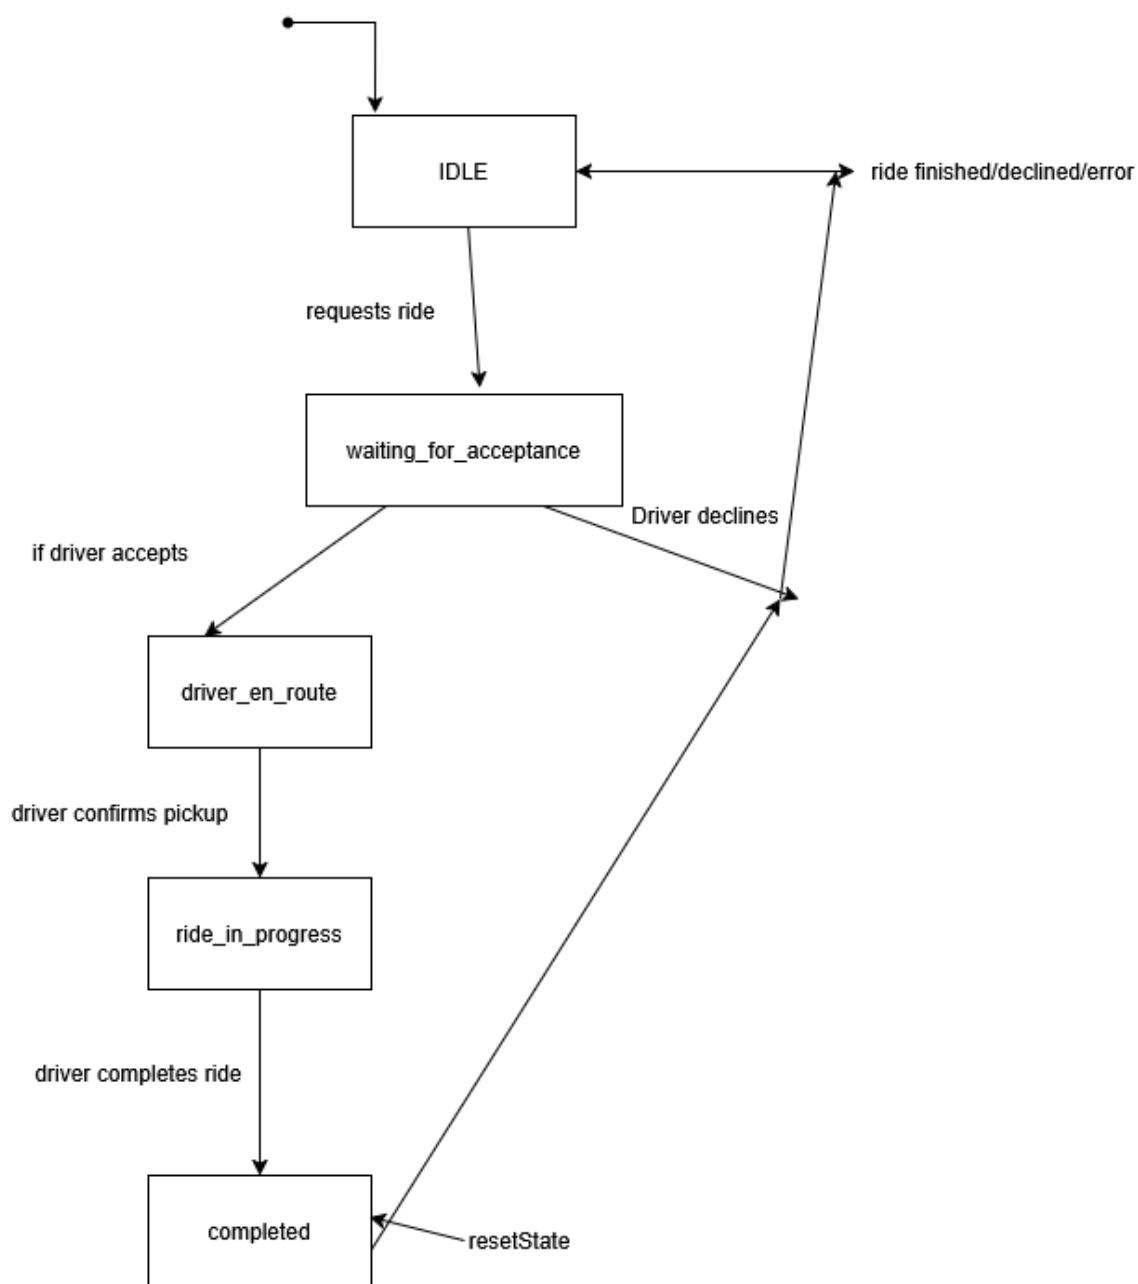 IDLE
ride finished/declined/error
requests ride
waiting_for_acceptance
Driver declines
if driver accepts
driver_en_route
driver confirms pickup
ride_in_progress
driver completes ride
completed
resetState